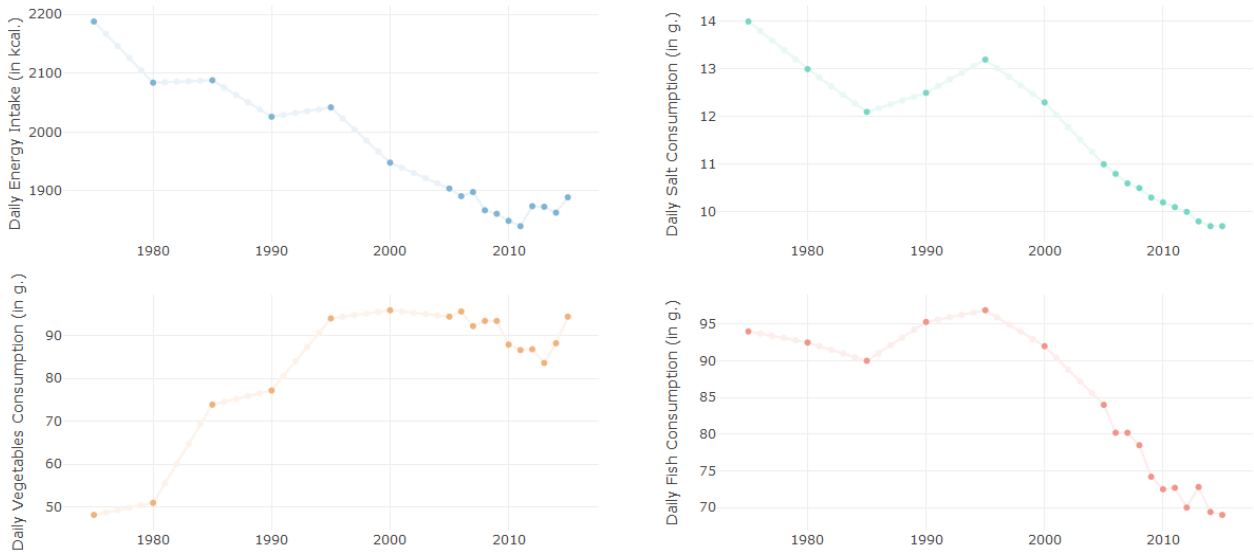 Daily Energy Intake (in kcal.)
2200
2100
2000
1900
1980 1990 2000 2010
Daily Salt Consumption (in g.)
14
13
12
11
10
1980 1990 2000 2010
Daily Vegetables Consumption (in g.)
90
80
70
60
50
1980 1990 2000 2010
Daily Fish Consumption (in g.)
95
90
85
80
75
70
1980 1990 2000 2010